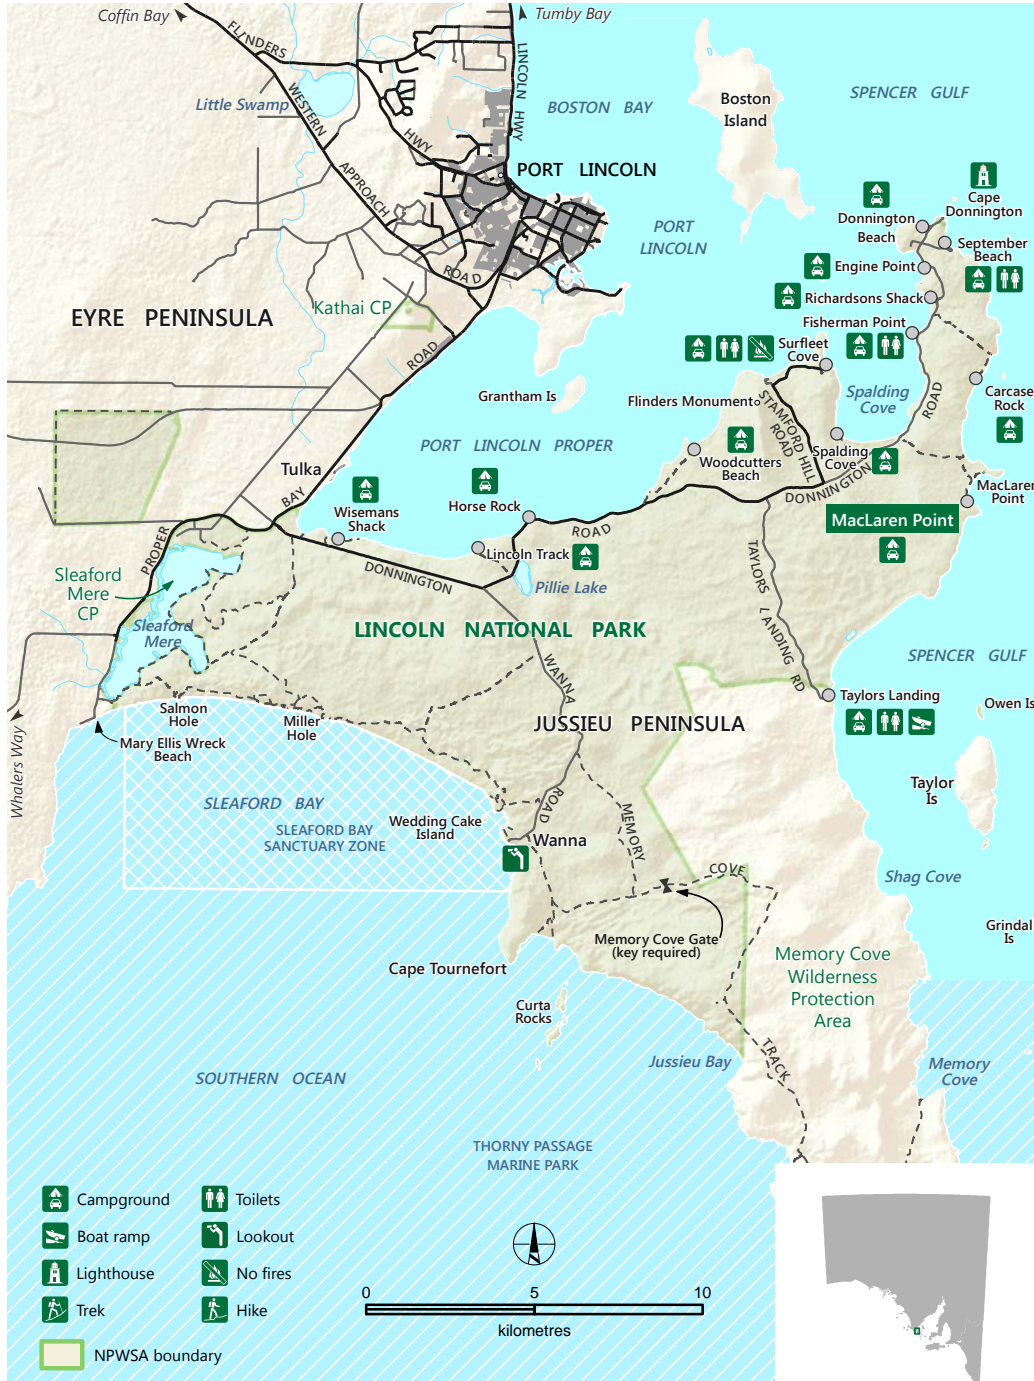 Coffin Bay
Tumby Bay
FLINDERS
HWY
LINCOLN HWY
WESTERN
APPROACH
ROAD
Little Swamp
BOSTON BAY
Boston
Island
SPENCER GULF
PORT LINCOLN
PORT
LINCOLN
Cape
Donnington
Donnington
Beach
September
Beach
Engine Point
Richardsons Shack
Fisherman Point
Kathai CP
EYRE PENINSULA
ROAD
Surfleet
Cove
Spalding
Cove
ROAD
Carcase
Rock
Grantham Is
Flinders Monument
STAMFORD HILL
ROAD
PORT LINCOLN PROPER
Woodcutters
Beach
Spalding
Cove
DONNINGTON
MacLaren
Point
Tulka
BAY
Wisemans
Shack
Horse Rock
ROAD
MacLaren Point
PROPER
Lincoln Track
DONNINGTON
Pillie Lake
TAYLORS LANDING RD
Sleaford
Mere
CP
Sleaford
Mere
LINCOLN NATIONAL PARK
WANNA
SPENCER GULF
Taylors Landing
Owen Is
Salmon
Hole
Miller
Hole
JUSSIEU PENINSULA
Mary Ellis Wreck
Beach
Whalers Way
Taylor
Is
SLEAFORD BAY
SLEAFORD BAY
SANCTUARY ZONE
Wedding Cake
Island
ROAD
Wanna
MEMORY
COVE
Shag Cove
Grindal
Is
Memory Cove Gate
(key required)
Cape Tournefort
Memory Cove
Wilderness
Protection
Area
Curta
Rocks
Jussieu Bay
TRACK
Memory
Cove
SOUTHERN OCEAN
THORNY PASSAGE
MARINE PARK
Campground
Toilets
Boat ramp
Lookout
Lighthouse
No fires
Trek
Hike
NPWSA boundary
0 5 10
kilometres